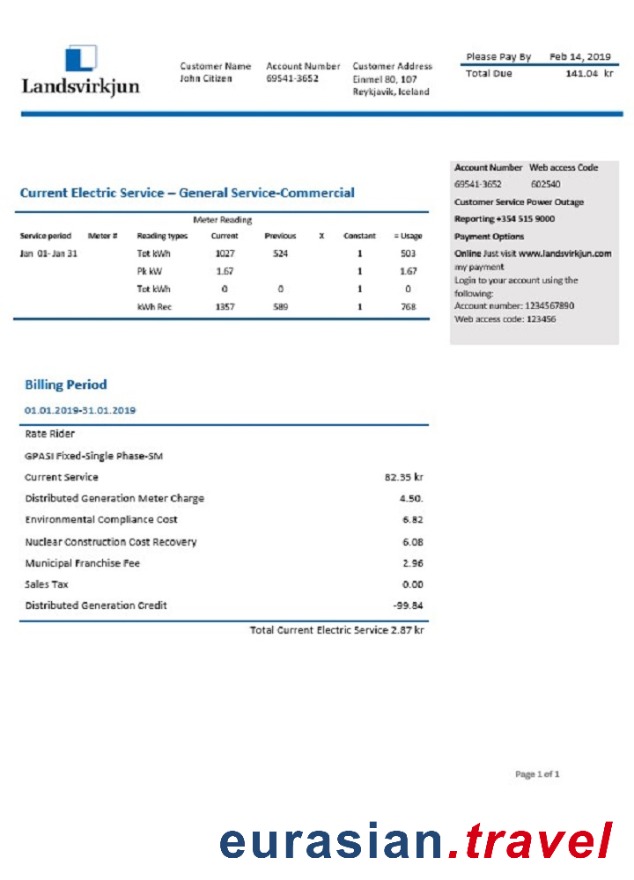 Landsvirkjun
Customer Name Account Number Customer Address
John Citizen 69541-3652 Einmel 80, 107
Reykjavik, Iceland
Please Pay By Feb 14, 2019
Total Due 141.04 kr
Current Electric Service – General Service-Commercial
Meter Reading
Service period Meter # Reading types Current Previous X Constant = Usage
Jan 01- Jan 31 Tot kWh 1027 524 1 503
Pk kW 1.67 1 1.67
Tot kWh 0 0 1 0
kWh Rec 1357 589 1 768
Account Number Web access Code
69541-3652 602540
Customer Service Power Outage
Reporting +354 515 9000
Payment Options
Online Just visit www.landsvirkjun.com
my payment
Login to your account using the
following:
Account number: 1234567890
Web access code: 123456
Billing Period
01.01.2019-31.01.2019
Rate Rider
GPASI Fixed-Single Phase-SM
Current Service 82.35 kr
Distributed Generation Meter Charge 4.50.
Environmental Compliance Cost 6.82
Nuclear Construction Cost Recovery 6.08
Municipal Franchise Fee 2.96
Sales Tax 0.00
Distributed Generation Credit -99.84
Total Current Electric Service 2.87 kr
Page 1 of 1
eurasian.travel